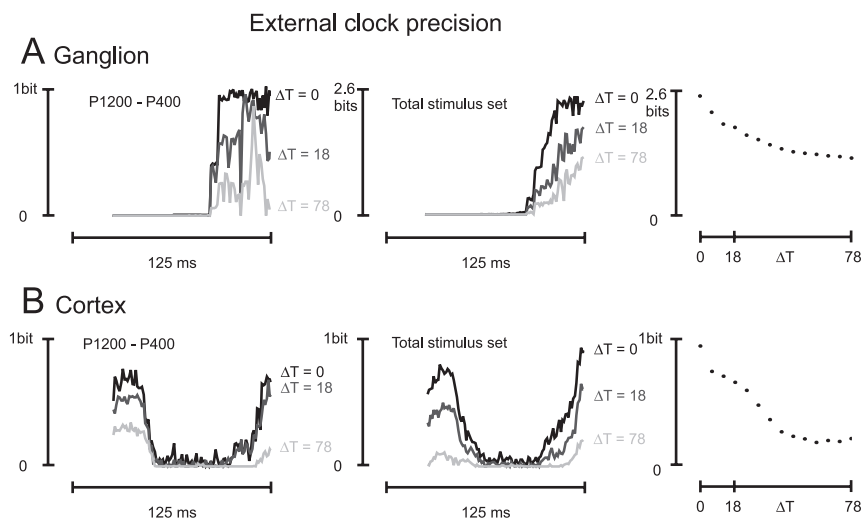 External clock precision
A Ganglion
1bit
P1200 - P400
ΔT = 0
ΔT = 18
ΔT = 78
0
125 ms
2.6
bits
Total stimulus set
ΔT = 0
ΔT = 18
ΔT = 78
0
125 ms
2.6
bits
0
0 18 ΔT 78
B Cortex
1bit
P1200 - P400
ΔT = 0
ΔT = 18
ΔT = 78
0
125 ms
1bit
Total stimulus set
ΔT = 0
ΔT = 18
ΔT = 78
0
125 ms
1bit
0
0 18 ΔT 78